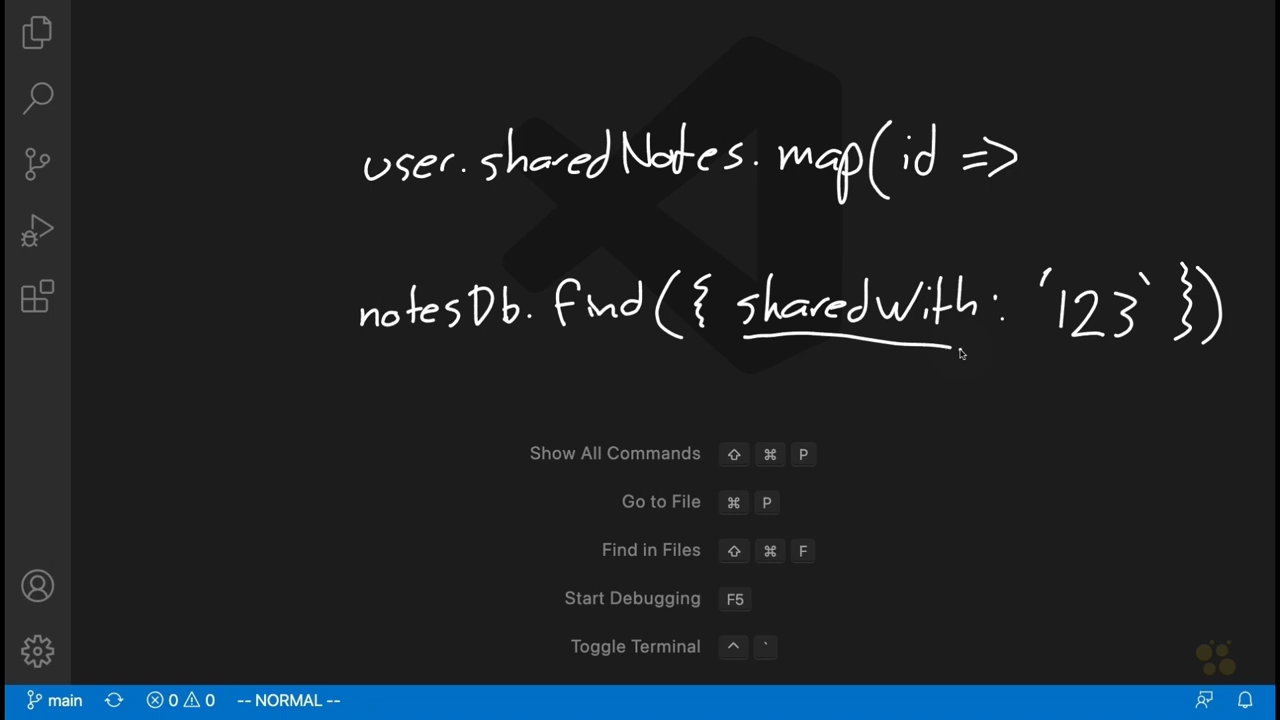 user.sharedNotes.map(id =>
notesDb.find({ sharedWith: '123' })
Show All Commands ⇧ ⌘ P
Go to File ⌘ P
Find in Files ⇧ ⌘ F
Start Debugging F5
Toggle Terminal ^ `
main 0 0 -- NORMAL --